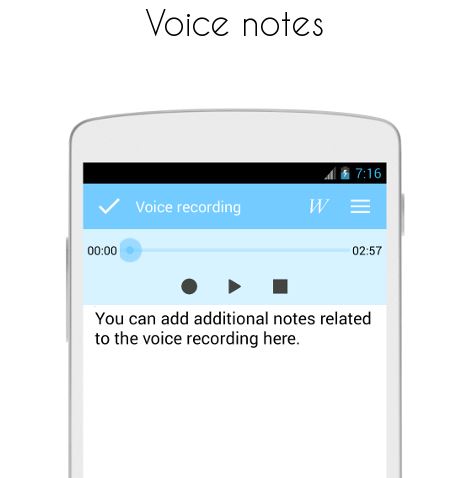 Voice notes
7:16
Voice recording W
00:00 02:57
You can add additional notes related
to the voice recording here.